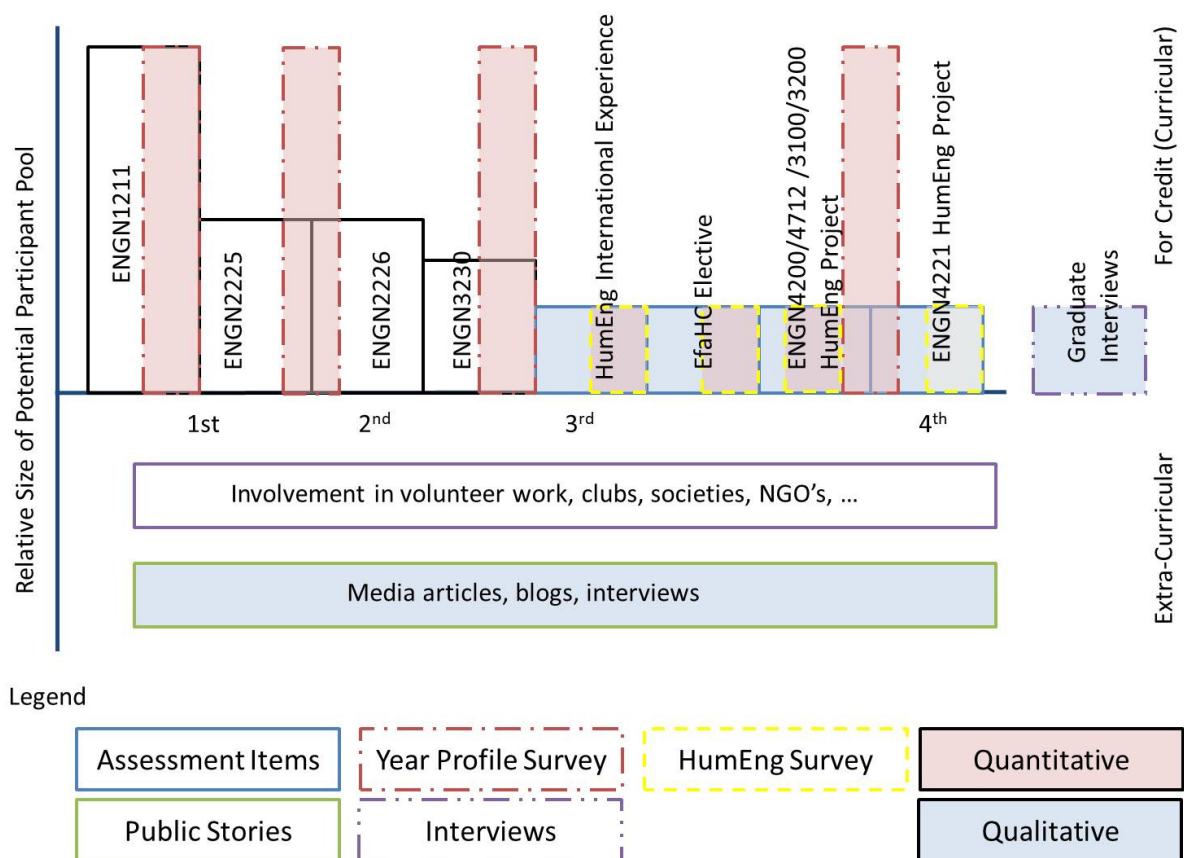 Relative Size of Potential Participant Pool
ENGN1211
ENGN2225
ENGN2226
ENGN3230
HumEng International Experience
EfaHC Elective
ENGN4200/4712 /3100/3200
HumEng Project
ENGN4221 HumEng Project
Graduate
Interviews
For Credit (Curricular)
1st
2nd
3rd
4th
Involvement in volunteer work, clubs, societies, NGO's, ...
Media articles, blogs, interviews
Extra-Curricular
Legend
Assessment Items
Year Profile Survey
HumEng Survey
Quantitative
Public Stories
Interviews
Qualitative